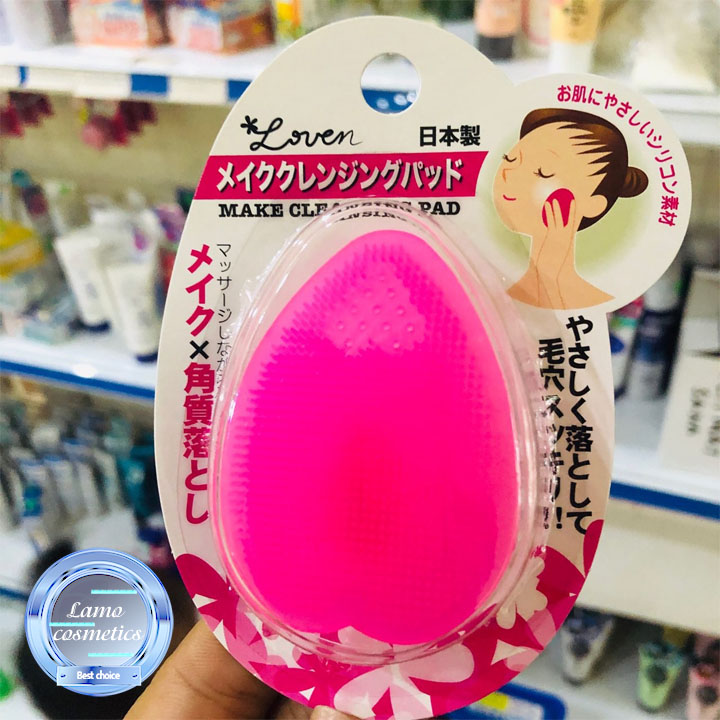 *Loven
日本製
メイククレンジングパッド
MAKE CLEANSING PAD
お肌にやさしいシリコン素材
マッサージしながら
メイク×角質落とし
やさしく落として
毛穴スッキリ!
Lamo
cosmetics
Best choice